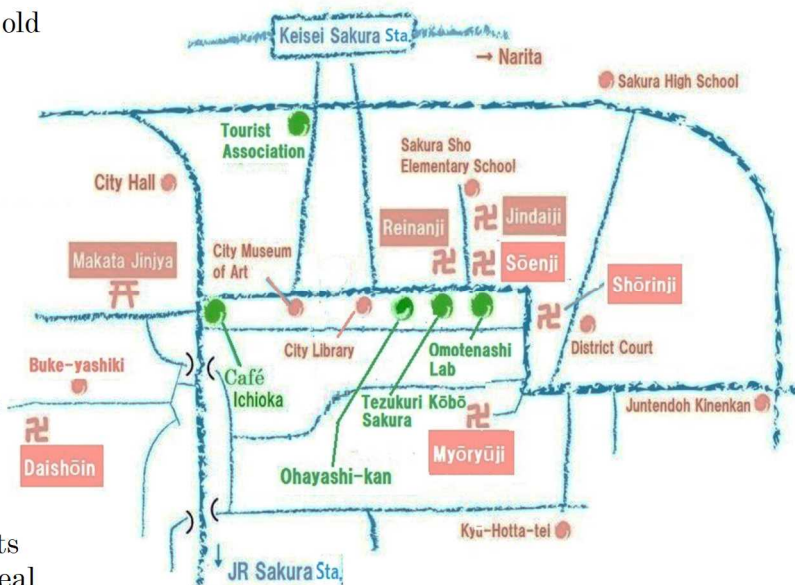 old
Keisei Sakura Sta.
→ Narita
Sakura High School
Tourist
Association
Sakura Sho
Elementary School
City Hall
Reinanji
Jindaiji
Makata Jinjya
City Museum
of Art
Sōenji
Shōrinji
City Library
Omotenashi
Lab
District Court
Buke-yashiki
Café
Ichioka
Tezukuri Kōbō
Sakura
Juntendoh Kinenkan
Daishōin
Myōryūji
Ohayashi-kan
Kyū-Hotta-tei
ts
JR Sakura Sta.
eal